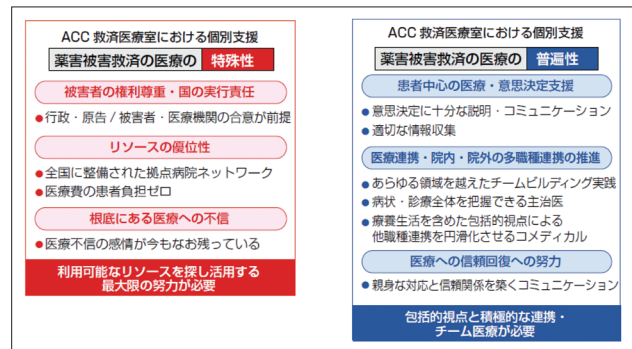 ACC 救済医療室における個別支援
薬害被害救済の医療の 特殊性
被害者の権利尊重・国の実行責任
●行政・原告 / 被害者・医療機関の合意が前提
リソースの優位性
●全国に整備された拠点病院ネットワーク
●医療費の患者負担ゼロ
根底にある医療への不信
●医療不信の感情が今もなお残っている
利用可能なリソースを探し活用する
最大限の努力が必要
ACC 救済医療室における個別支援
薬害被害救済の医療の 普遍性
患者中心の医療・意思決定支援
●意思決定に十分な説明・コミュニケーション
●適切な情報収集
医療連携・院内・院外の多職種連携の推進
●あらゆる領域を越えたチームビルディング実践
●病状・診療全体を把握できる主治医
●療養生活を含めた包括的視点による
他職種連携を円滑化させるコメディカル
医療への信頼回復への努力
●親身な対応と信頼関係を築くコミュニケーション
包括的視点と積極的な連携・
チーム医療が必要